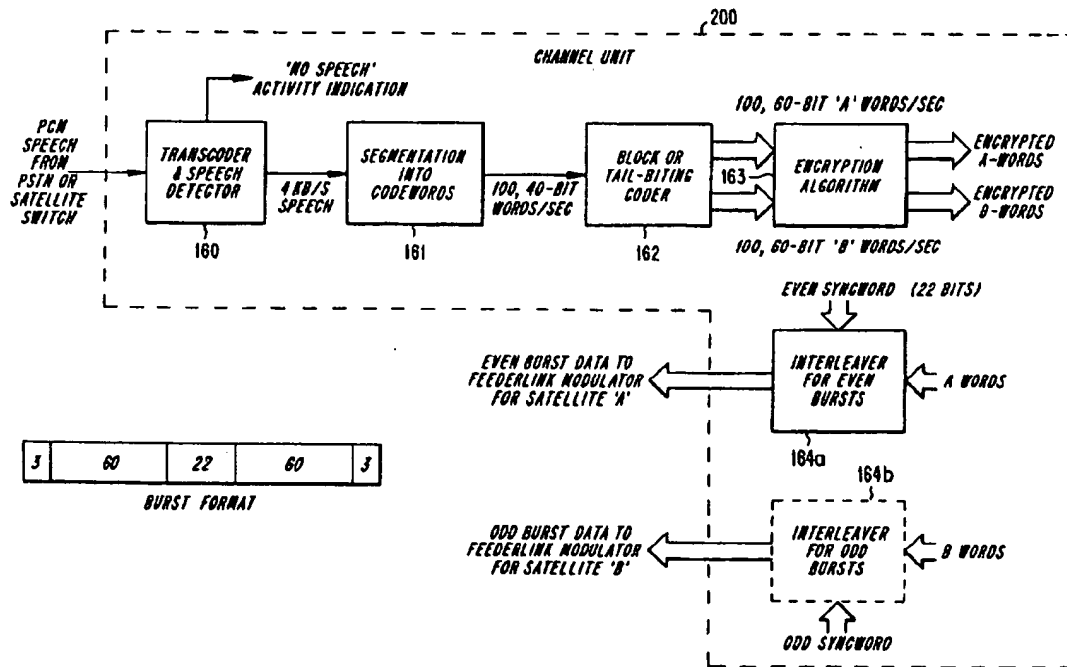 200
CHANNEL UNIT
'NO SPEECH'
ACTIVITY INDICATION
PCM
SPEECH
FROM
PSTN OR
SATELLITE
SWITCH
TRANSCODER
& SPEECH
DETECTOR
160
4 KB/S
SPEECH
SEGMENTATION
INTO
CODEWORDS
161
100, 40-BIT
WORDS/SEC
BLOCK OR
TAIL-BITING
CODER
162
100, 60-BIT 'A' WORDS/SEC
163
ENCRYPTION
ALGORITHM
100, 60-BIT 'B' WORDS/SEC
ENCRYPTED
A-WORDS
ENCRYPTED
B-WORDS
EVEN SYNCWORD (22 BITS)
EVEN BURST DATA TO
FEEDERLINK MODULATOR
FOR SATELLITE 'A'
INTERLEAVER
FOR EVEN
BURSTS
A WORDS
164a
3 60 22 60 3
BURST FORMAT
164b
ODD BURST DATA TO
FEEDERLINK MODULATOR
FOR SATELLITE 'B'
INTERLEAVER
FOR ODD
BURSTS
B WORDS
ODD SYNCWORD